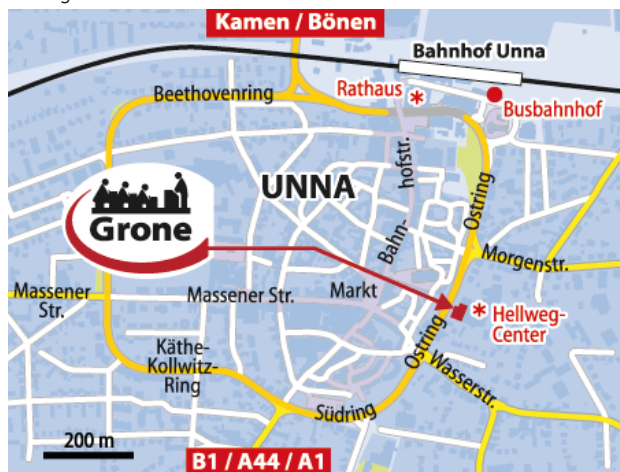 Kamen / Bönen
Bahnhof Unna
Beethovenring
Rathaus *
Busbahnhof
hofstr.
UNNA
Ostring
Grone
Bahn-
Morgenstr.
Massener
Str.
Massener Str.
Markt
* Hellweg-
Center
Ostring
Käthe-
Kollwitz-
Ring
Wasserstr.
Südring
200 m
B1 / A44 / A1